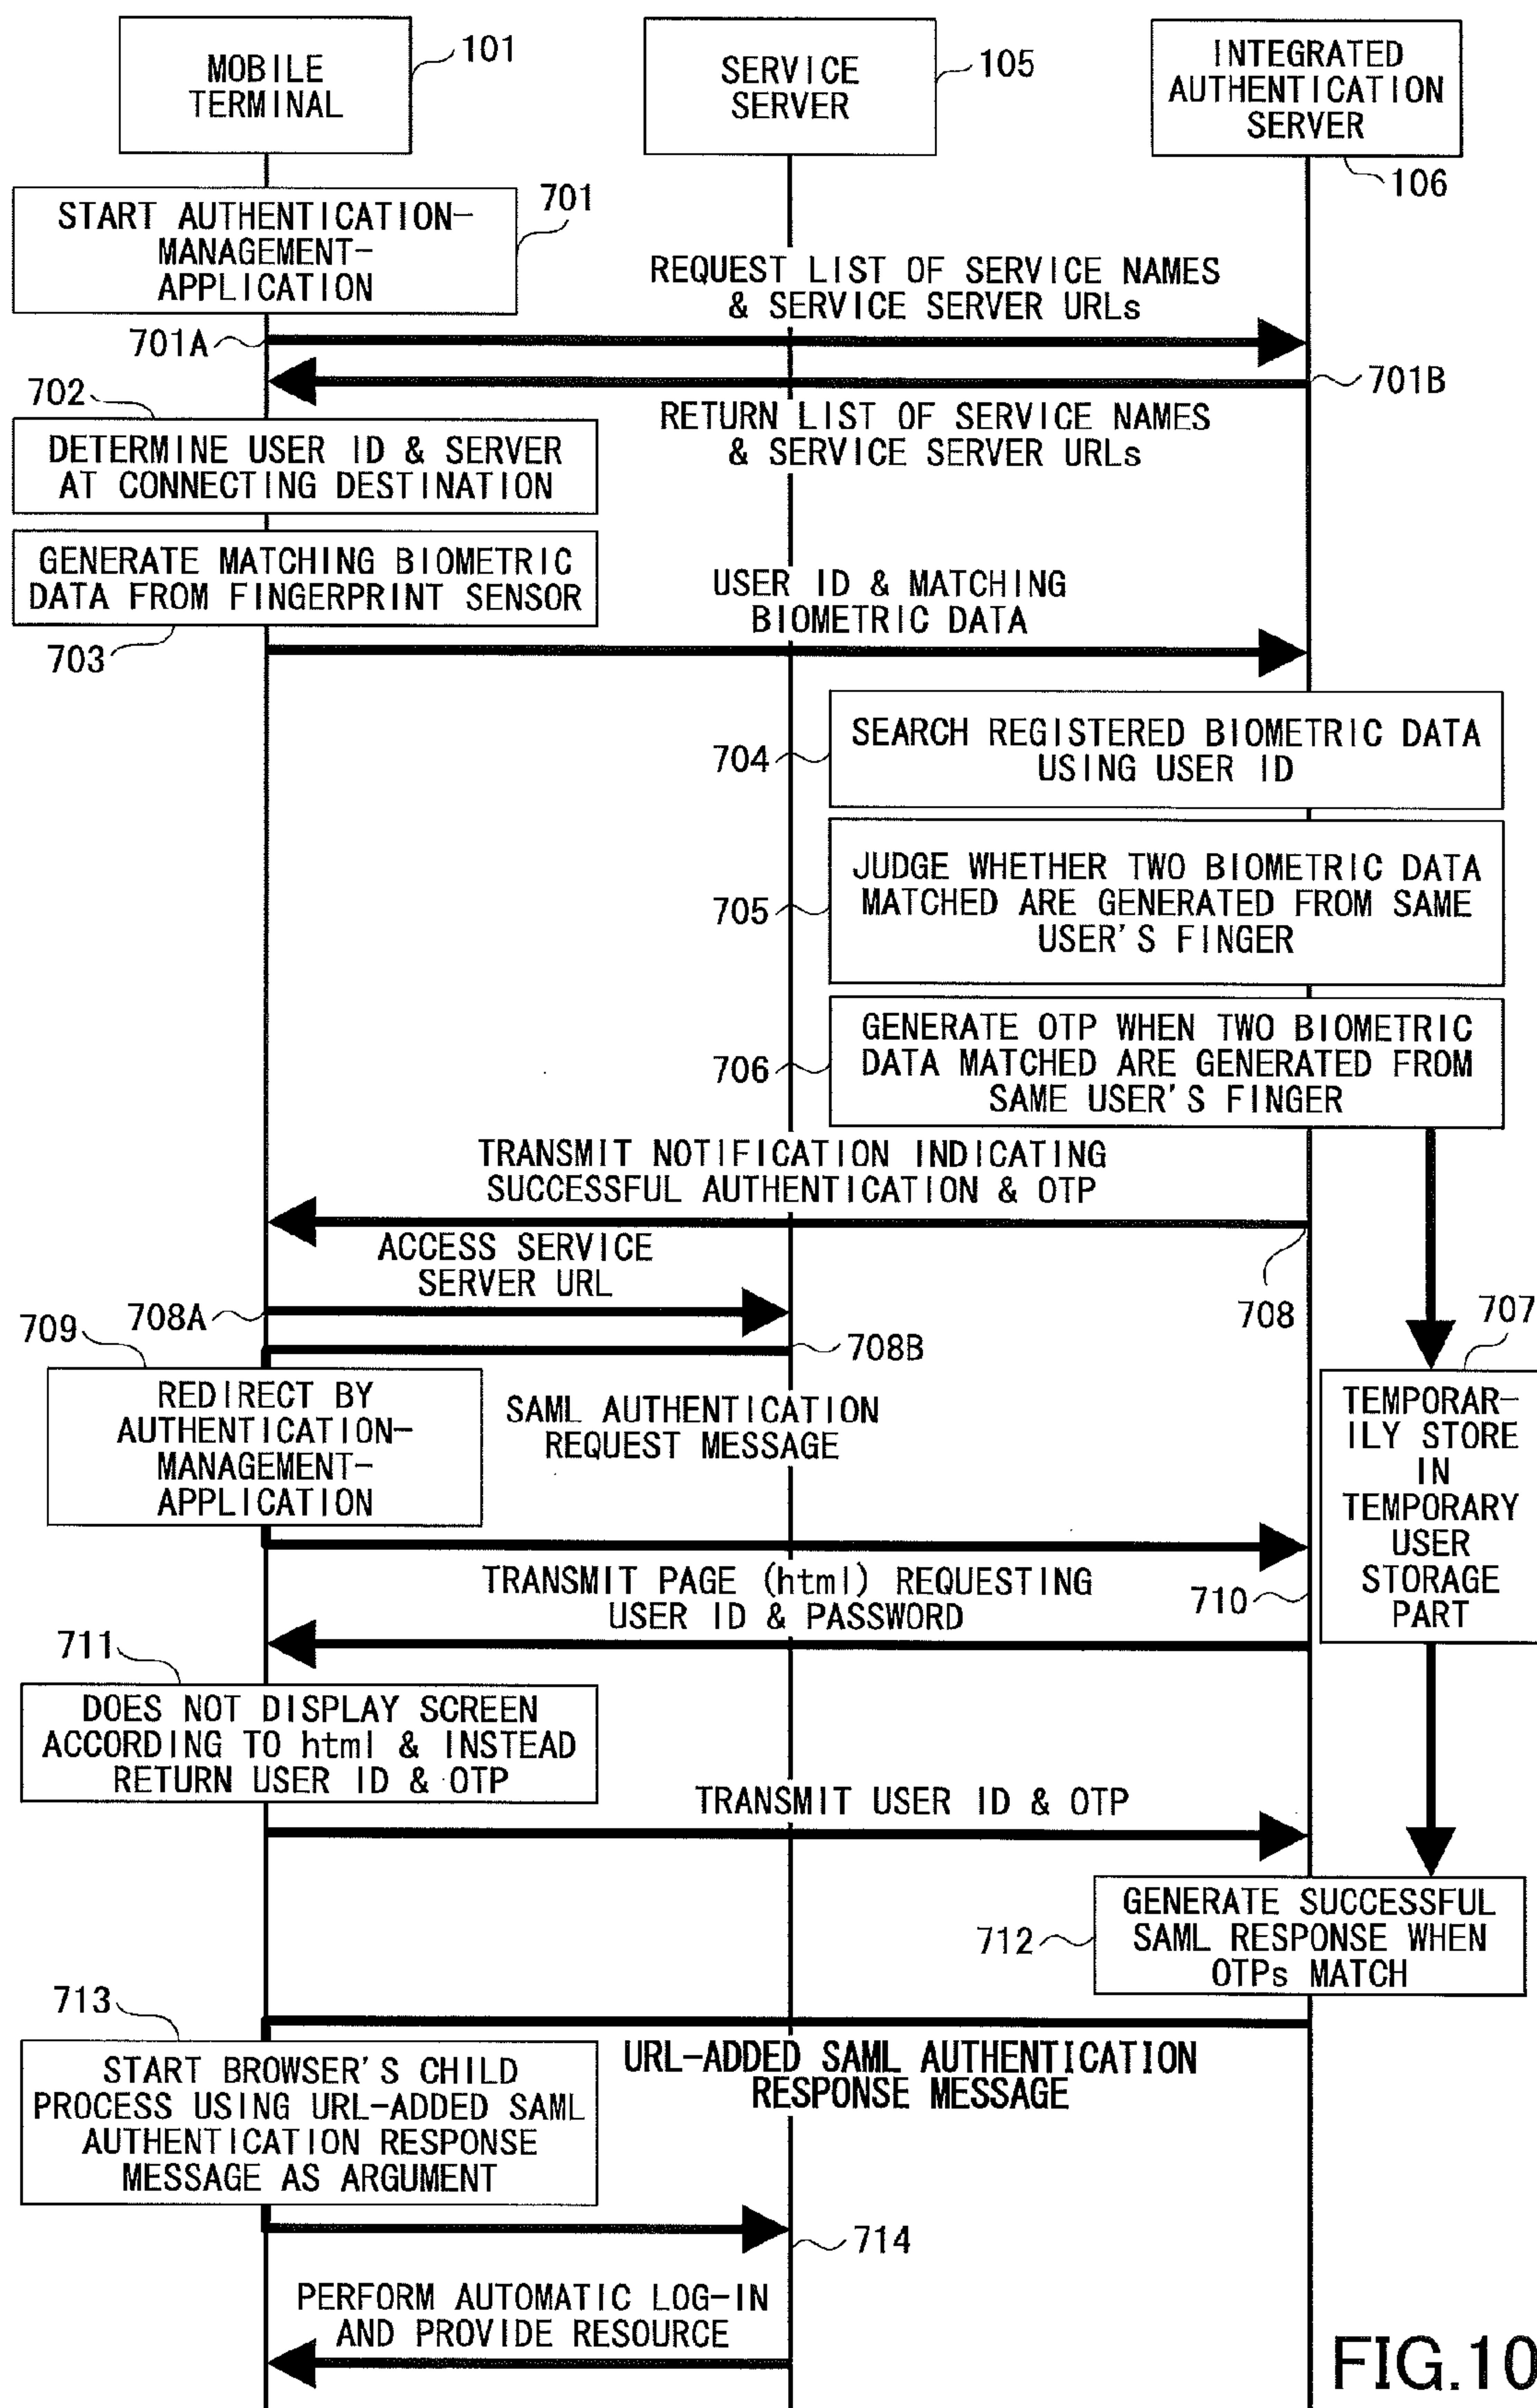 MOBILE
TERMINAL
101
SERVICE
SERVER
105
INTEGRATED
AUTHENTICATION
SERVER
106
START AUTHENTICATION-
MANAGEMENT-
APPLICATION
701
REQUEST LIST OF SERVICE NAMES
& SERVICE SERVER URLs
701A
701B
RETURN LIST OF SERVICE NAMES
& SERVICE SERVER URLs
702
DETERMINE USER ID & SERVER
AT CONNECTING DESTINATION
GENERATE MATCHING BIOMETRIC
DATA FROM FINGERPRINT SENSOR
703
USER ID & MATCHING
BIOMETRIC DATA
704
SEARCH REGISTERED BIOMETRIC DATA
USING USER ID
705
JUDGE WHETHER TWO BIOMETRIC DATA
MATCHED ARE GENERATED FROM SAME
USER'S FINGER
706
GENERATE OTP WHEN TWO BIOMETRIC
DATA MATCHED ARE GENERATED FROM
SAME USER'S FINGER
TRANSMIT NOTIFICATION INDICATING
SUCCESSFUL AUTHENTICATION & OTP
708
ACCESS SERVICE
SERVER URL
708A
708B
707
TEMPORAR-
ILY STORE
IN
TEMPORARY
USER
STORAGE
PART
709
REDIRECT BY
AUTHENTICATION-
MANAGEMENT-
APPLICATION
SAML AUTHENTICATION
REQUEST MESSAGE
TRANSMIT PAGE (html) REQUESTING
USER ID & PASSWORD
710
711
DOES NOT DISPLAY SCREEN
ACCORDING TO html & INSTEAD
RETURN USER ID & OTP
TRANSMIT USER ID & OTP
712
GENERATE SUCCESSFUL
SAML RESPONSE WHEN
OTPs MATCH
713
START BROWSER'S CHILD
PROCESS USING URL-ADDED SAML
AUTHENTICATION RESPONSE
MESSAGE AS ARGUMENT
URL-ADDED SAML AUTHENTICATION
RESPONSE MESSAGE
714
PERFORM AUTOMATIC LOG-IN
AND PROVIDE RESOURCE
FIG.10